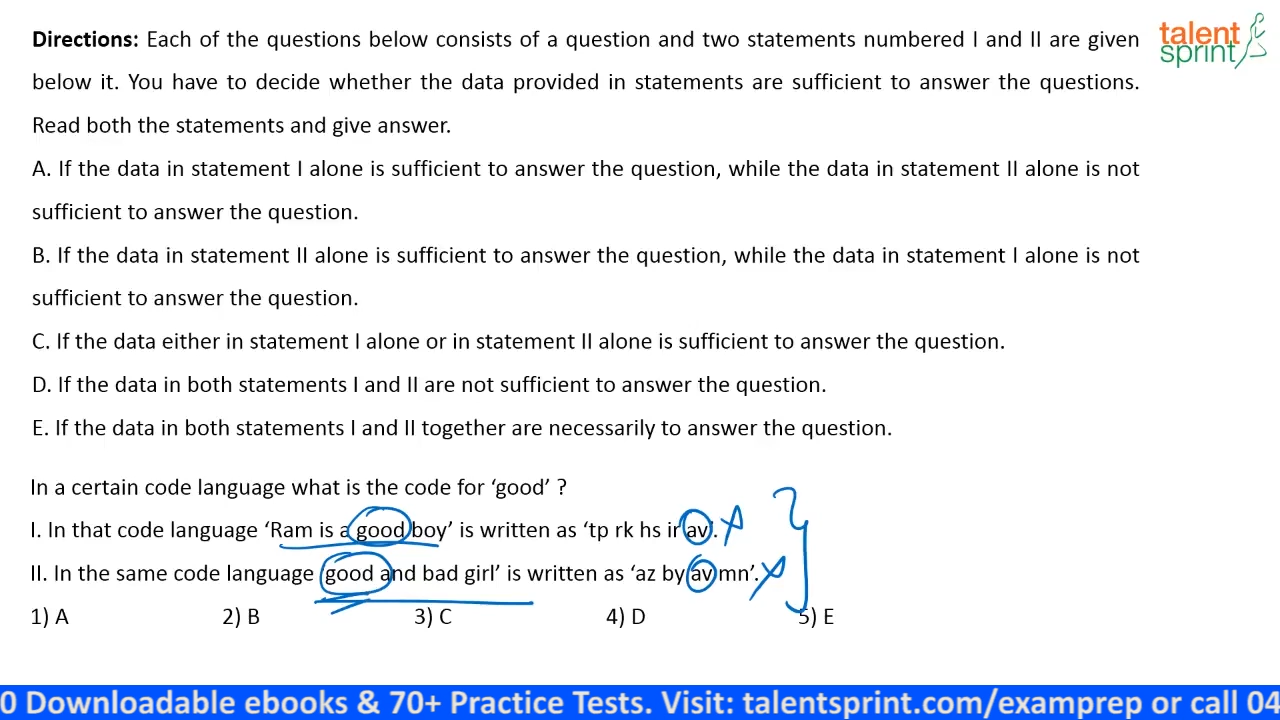 talent
sprint
Directions: Each of the questions below consists of a question and two statements numbered I and II are given
below it. You have to decide whether the data provided in statements are sufficient to answer the questions.
Read both the statements and give answer.
A. If the data in statement I alone is sufficient to answer the question, while the data in statement II alone is not
sufficient to answer the question.
B. If the data in statement II alone is sufficient to answer the question, while the data in statement I alone is not
sufficient to answer the question.
C. If the data either in statement I alone or in statement II alone is sufficient to answer the question.
D. If the data in both statements I and II are not sufficient to answer the question.
E. If the data in both statements I and II together are necessarily to answer the question.
In a certain code language what is the code for ‘good’ ?
I. In that code language ‘Ram is a good boy’ is written as ‘tp rk hs ir av’.
II. In the same code language ‘good and bad girl’ is written as ‘az by av mn’.
1) A 2) B 3) C 4) D 5) E
0 Downloadable ebooks & 70+ Practice Tests. Visit: talentsprint.com/examprep or call 04